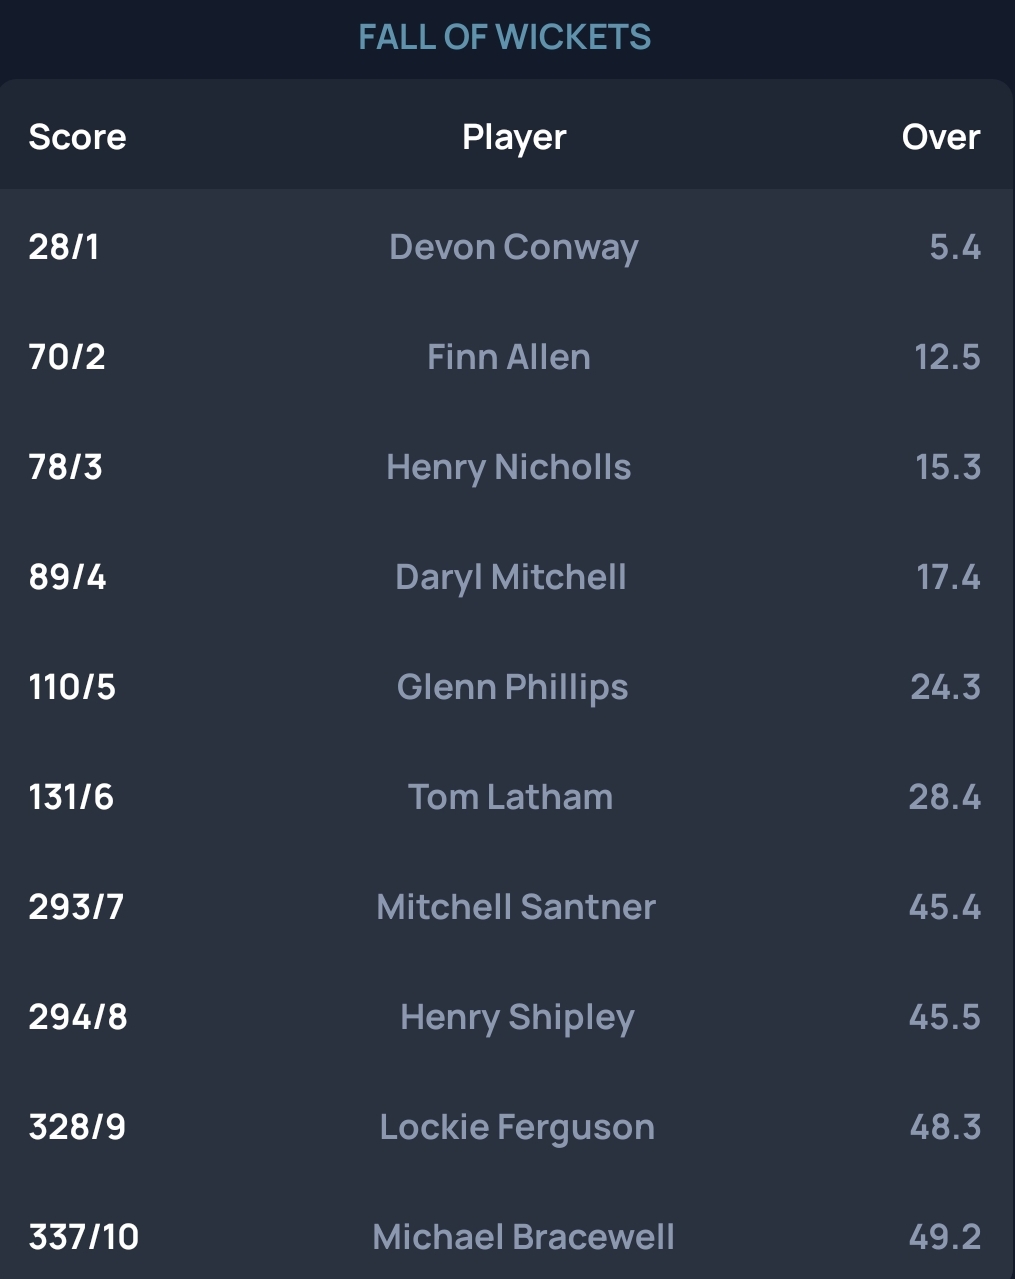 FALL OF WICKETS
Score Player Over
28/1 Devon Conway 5.4
70/2 Finn Allen 12.5
78/3 Henry Nicholls 15.3
89/4 Daryl Mitchell 17.4
110/5 Glenn Phillips 24.3
131/6 Tom Latham 28.4
293/7 Mitchell Santner 45.4
294/8 Henry Shipley 45.5
328/9 Lockie Ferguson 48.3
337/10 Michael Bracewell 49.2